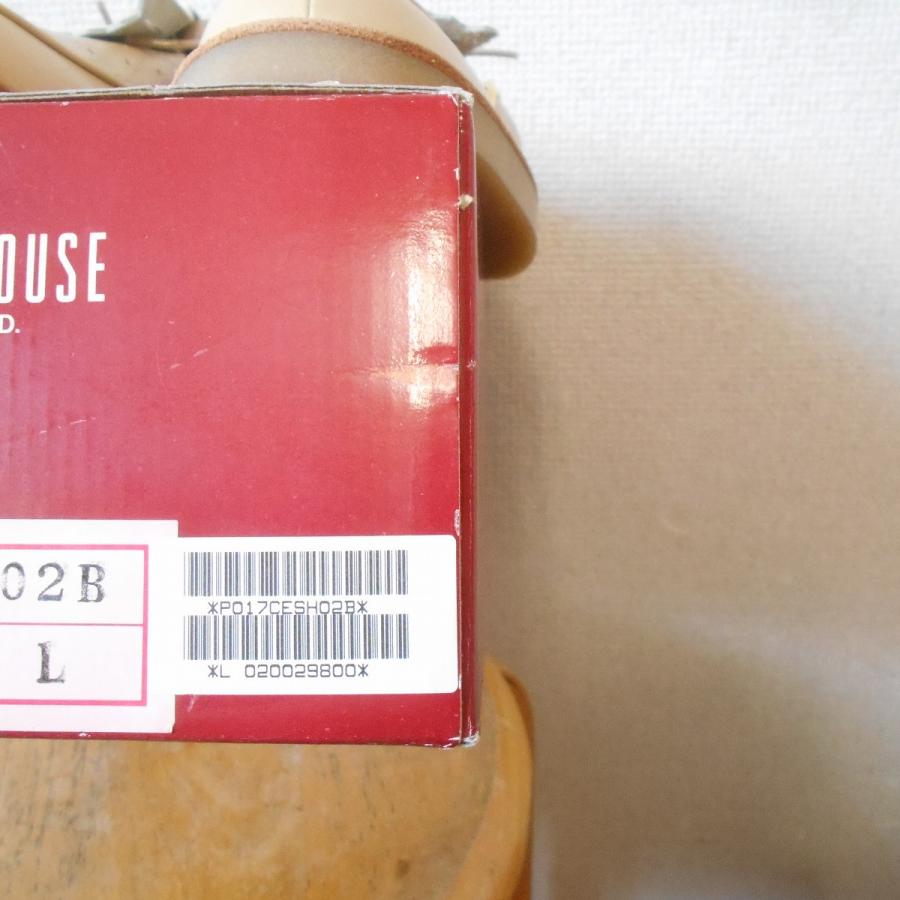 OUSE
D.
02B
L
*P017CESH02B*
*L 020029800*